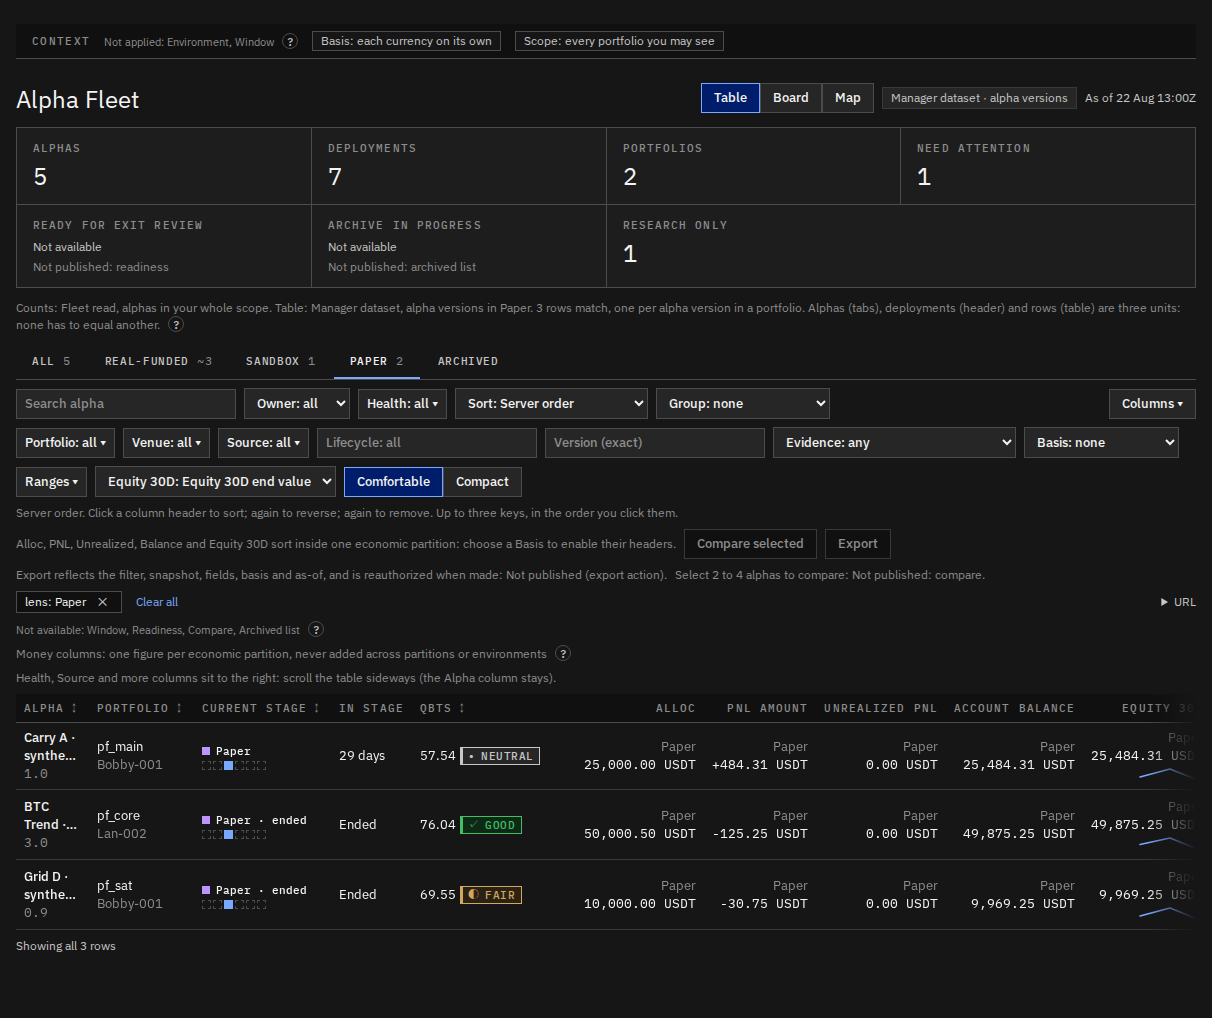 CONTEXT Not applied: Environment, Window ? Basis: each currency on its own Scope: every portfolio you may see
Alpha Fleet
Table Board Map Manager dataset · alpha versions As of 22 Aug 13:00Z
ALPHAS DEPLOYMENTS PORTFOLIOS NEED ATTENTION
5 7 2 1
READY FOR EXIT REVIEW ARCHIVE IN PROGRESS RESEARCH ONLY
Not available Not available 1
Not published: readiness Not published: archived list
Counts: Fleet read, alphas in your whole scope. Table: Manager dataset, alpha versions in Paper. 3 rows match, one per alpha version in a portfolio. Alphas (tabs), deployments (header) and rows (table) are three units:
none has to equal another. ?
ALL 5 REAL-FUNDED ~3 SANDBOX 1 PAPER 2 ARCHIVED
Search alpha Owner: all Health: all Sort: Server order Group: none Columns
Portfolio: all Venue: all Source: all Lifecycle: all Version (exact) Evidence: any Basis: none
Ranges Equity 30D: Equity 30D end value Comfortable Compact
Server order. Click a column header to sort; again to reverse; again to remove. Up to three keys, in the order you click them.
Alloc, PNL, Unrealized, Balance and Equity 30D sort inside one economic partition: choose a Basis to enable their headers. Compare selected Export
Export reflects the filter, snapshot, fields, basis and as-of, and is reauthorized when made: Not published (export action). Select 2 to 4 alphas to compare: Not published: compare.
lens: Paper × Clear all URL
Not available: Window, Readiness, Compare, Archived list ?
Money columns: one figure per economic partition, never added across partitions or environments ?
Health, Source and more columns sit to the right: scroll the table sideways (the Alpha column stays).
ALPHA PORTFOLIO CURRENT STAGE IN STAGE QBTS ALLOC PNL AMOUNT UNREALIZED PNL ACCOUNT BALANCE EQUITY 30
Carry A · pf_main Paper 29 days 57.54 • NEUTRAL Paper Paper Paper Paper Pap
synthe... Bobby-001 25,000.00 USDT +484.31 USDT 0.00 USDT 25,484.31 USDT 25,484.31 USD
1.0
BTC pf_core Paper · ended Ended 76.04 ✓ GOOD Paper Paper Paper Paper Pap
Trend ·... Lan-002 50,000.50 USDT -125.25 USDT 0.00 USDT 49,875.25 USDT 49,875.25 USD
3.0
Grid D · pf_sat Paper · ended Ended 69.55 FAIR Paper Paper Paper Paper Pap
synthe... Bobby-001 10,000.00 USDT -30.75 USDT 0.00 USDT 9,969.25 USDT 9,969.25 USD
0.9
Showing all 3 rows